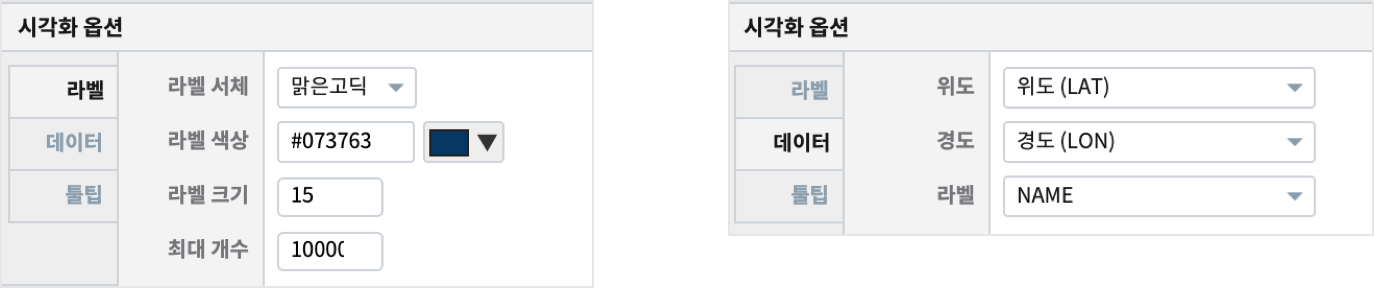 시각화 옵션
라벨
데이터
툴팁
라벨 서체 맑은고딕
라벨 색상 #073763
라벨 크기 15
최대 개수 1000
시각화 옵션
라벨
데이터
툴팁
위도 위도 (LAT)
경도 경도 (LON)
라벨 NAME